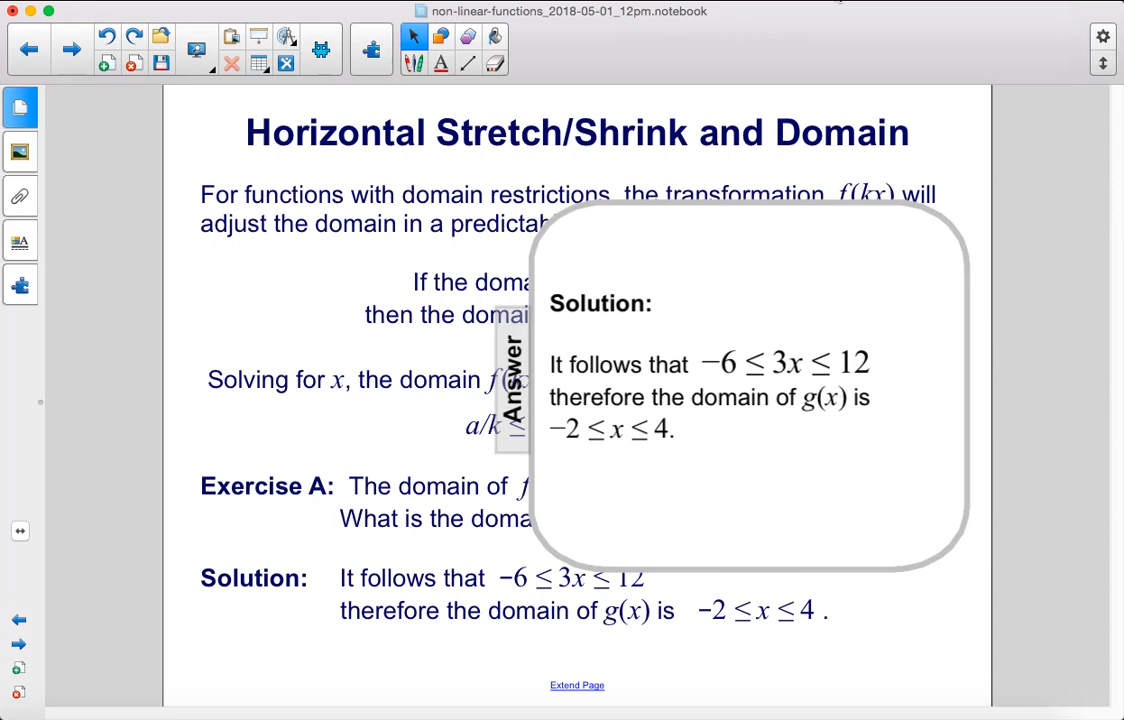 non-linear-functions_2018-05-01_12pm.notebook
Horizontal Stretch/Shrink and Domain
For functions with domain restrictions, the transformation f(kx) will
adjust the domain in a predictab
If the doma
then the domai
Solving for x, the domain f(
a/k ≤
Answer
Solution:
It follows that −6 ≤ 3x ≤ 12
therefore the domain of g(x) is
−2 ≤ x ≤ 4.
Exercise A: The domain of f
What is the doma
Solution: It follows that −6 ≤ 3x ≤ 12
therefore the domain of g(x) is −2 ≤ x ≤ 4 .
Extend Page